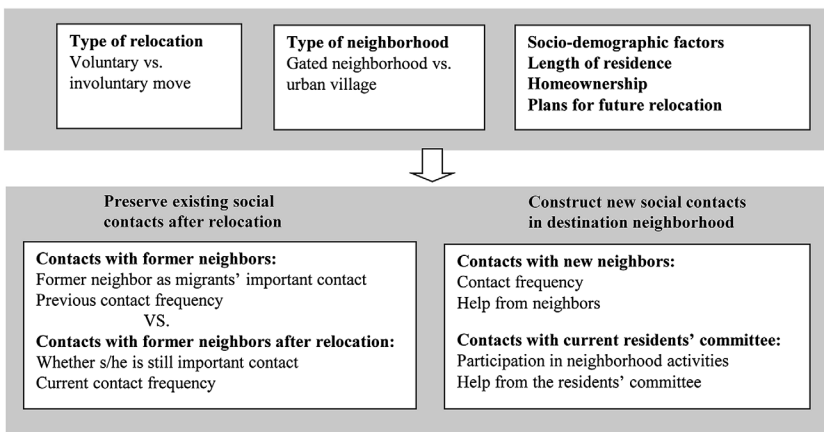 Type of relocation
Voluntary vs.
involuntary move
Type of neighborhood
Gated neighborhood vs.
urban village
Socio-demographic factors
Length of residence
Homeownership
Plans for future relocation
Preserve existing social
contacts after relocation
Contacts with former neighbors:
Former neighbor as migrants’ important contact
Previous contact frequency
VS.
Contacts with former neighbors after relocation:
Whether s/he is still important contact
Current contact frequency
Construct new social contacts
in destination neighborhood
Contacts with new neighbors:
Contact frequency
Help from neighbors
Contacts with current residents’ committee:
Participation in neighborhood activities
Help from the residents’ committee